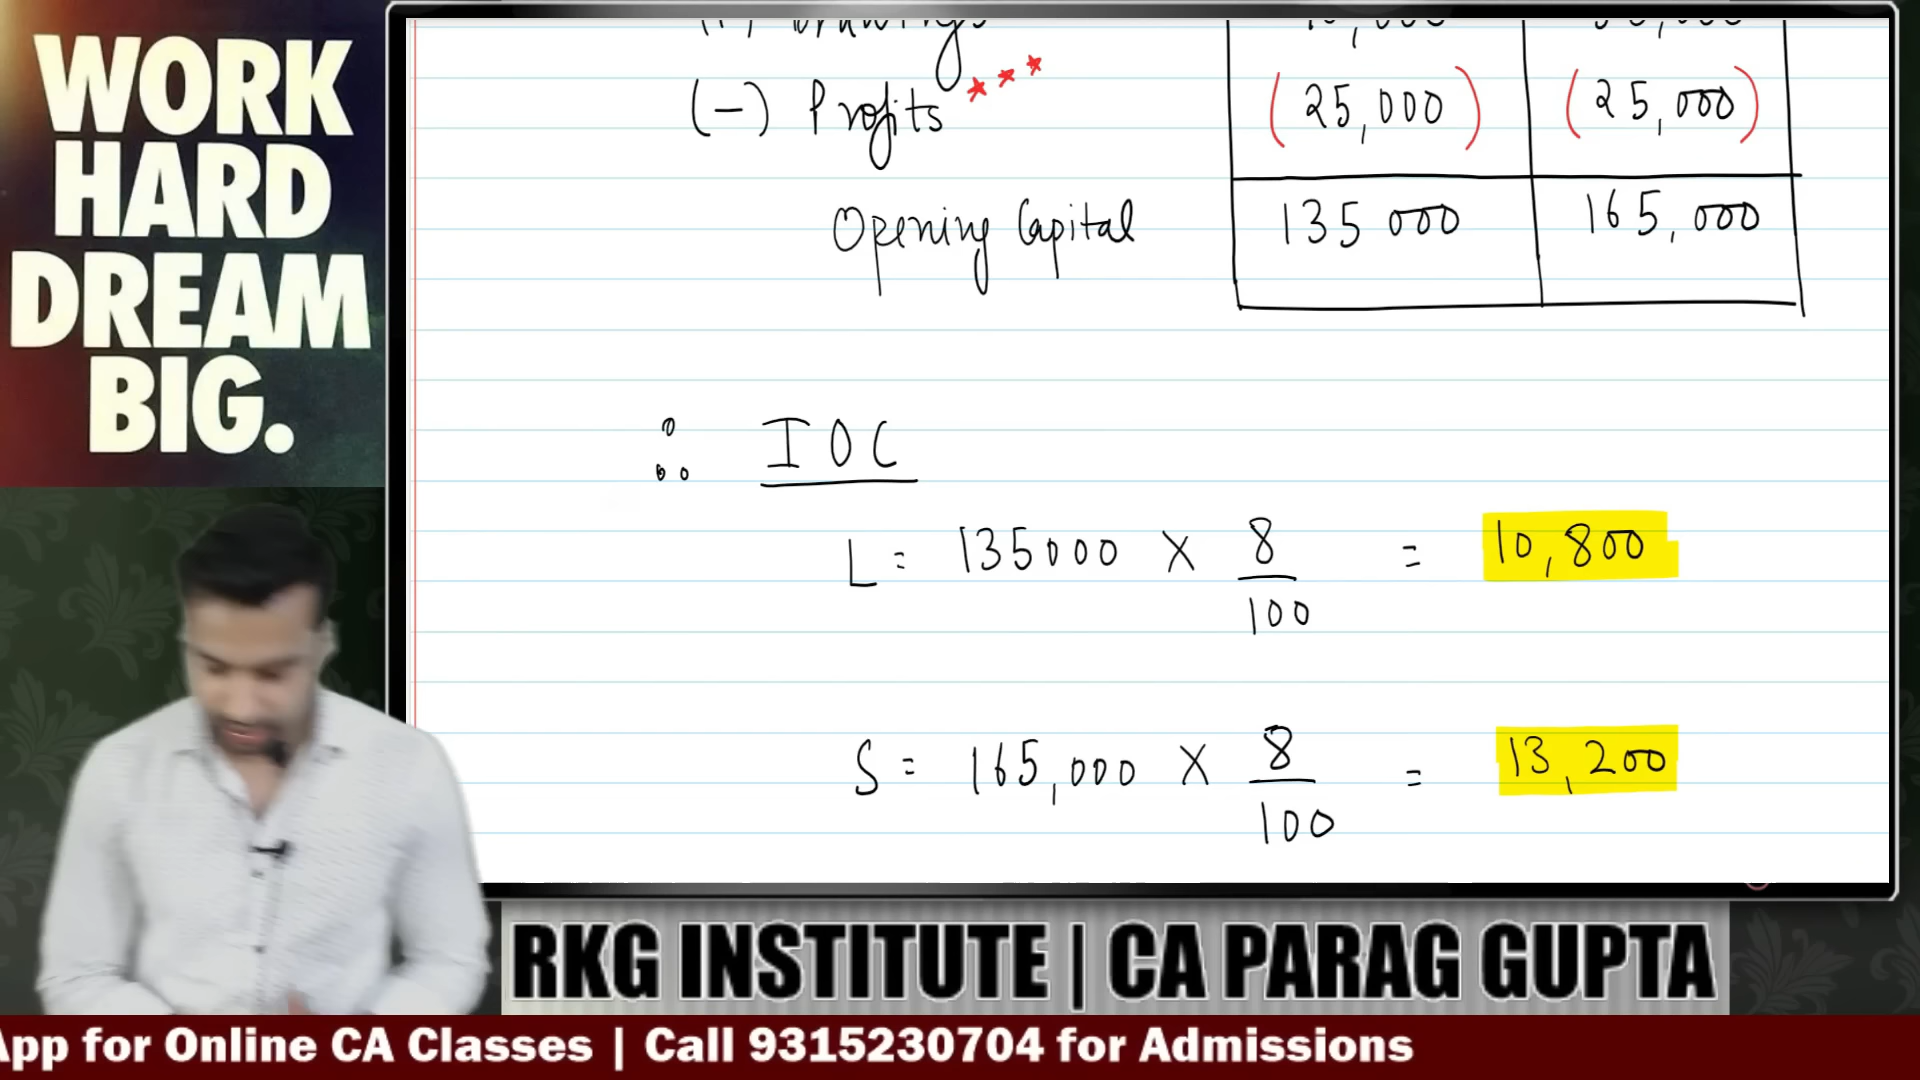 WORK
HARD
DREAM
BIG.
(-) Profits *** (25,000) (25,000)
Opening Capital 135 000 165,000
∴ IOC
L = 135000 X 8/100 = 10,800
S = 165,000 X 8/100 = 13,200
RKG INSTITUTE | CA PARAG GUPTA
App for Online CA Classes | Call 9315230704 for Admissions